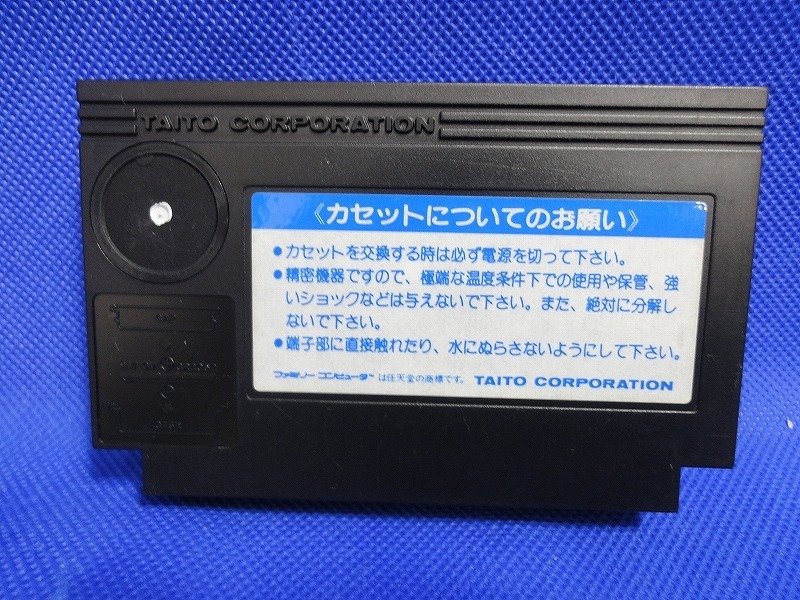 TAITO CORPORATION
《カセットについてのお願い》
●カセットを交換する時は必ず電源を切って下さい。
●精密機器ですので、極端な温度条件下での使用や保管、強
いショックなどは与えないで下さい。また、絶対に分解し
ないで下さい。
●端子部に直接触れたり、水にぬらさないようにして下さい。
ファミリーコンピュータ™は任天堂の商標です。 TAITO CORPORATION